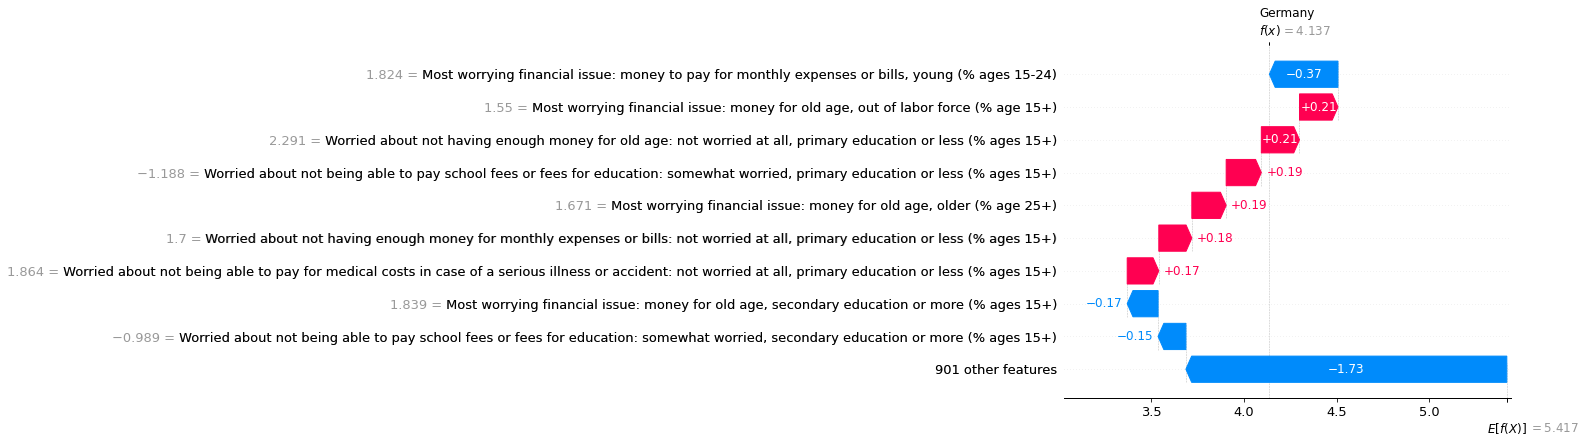 Germany
f(x) = 4.137
1.824 = Most worrying financial issue: money to pay for monthly expenses or bills, young (% ages 15-24)
−0.37
1.55 = Most worrying financial issue: money for old age, out of labor force (% age 15+)
+0.21
2.291 = Worried about not having enough money for old age: not worried at all, primary education or less (% ages 15+)
+0.21
−1.188 = Worried about not being able to pay school fees or fees for education: somewhat worried, primary education or less (% ages 15+)
+0.19
1.671 = Most worrying financial issue: money for old age, older (% age 25+)
+0.19
1.7 = Worried about not having enough money for monthly expenses or bills: not worried at all, primary education or less (% ages 15+)
+0.18
1.864 = Worried about not being able to pay for medical costs in case of a serious illness or accident: not worried at all, primary education or less (% ages 15+)
+0.17
1.839 = Most worrying financial issue: money for old age, secondary education or more (% ages 15+)
−0.17
−0.989 = Worried about not being able to pay school fees or fees for education: somewhat worried, secondary education or more (% ages 15+)
−0.15
901 other features
−1.73
3.5 4.0 4.5 5.0
E[f(X)] = 5.417